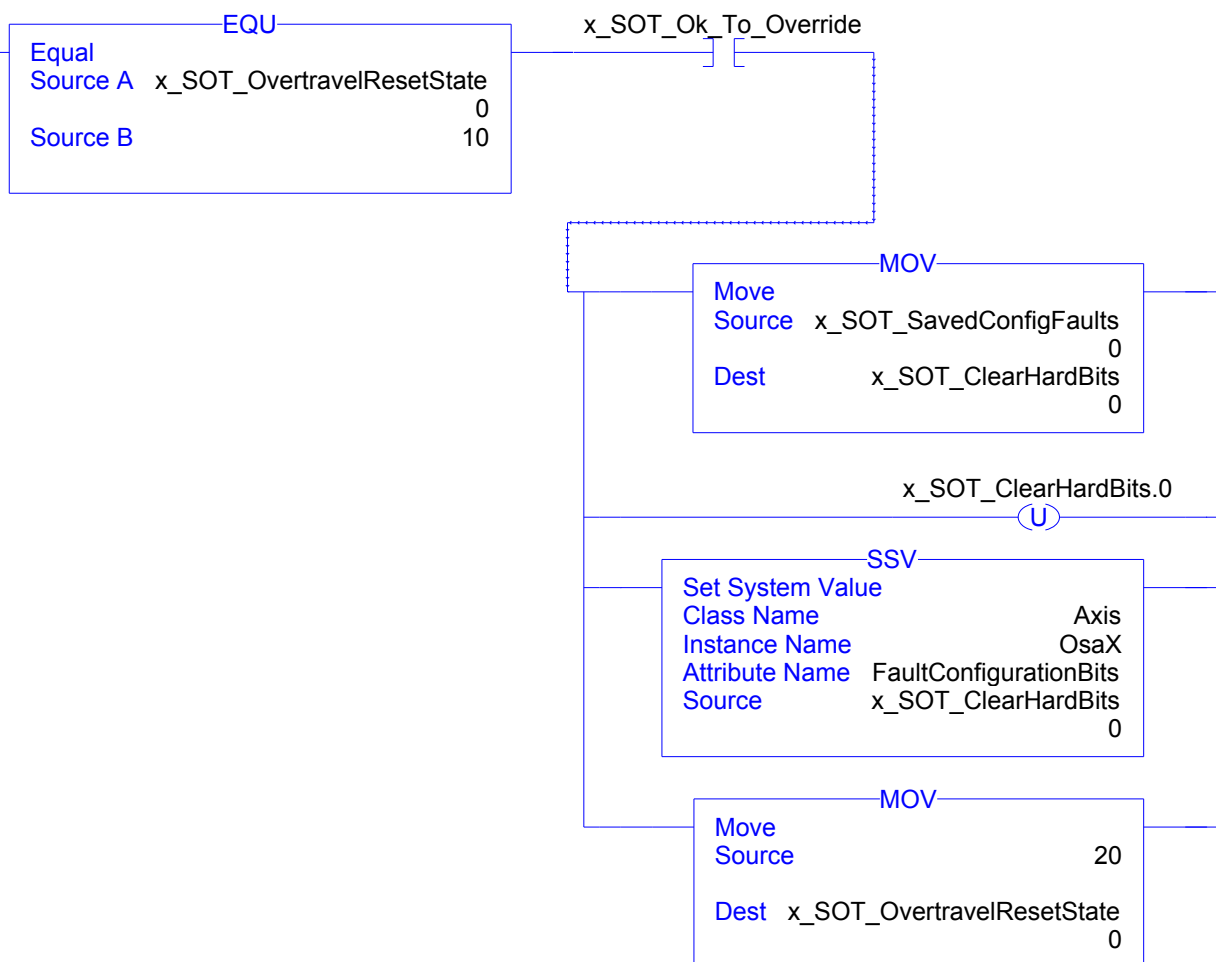 EQU
Equal
Source A x_SOT_OvertravelResetState
0
Source B 10
x_SOT_Ok_To_Override
MOV
Move
Source x_SOT_SavedConfigFaults
0
Dest x_SOT_ClearHardBits
0
x_SOT_ClearHardBits.0
U
SSV
Set System Value
Class Name Axis
Instance Name OsaX
Attribute Name FaultConfigurationBits
Source x_SOT_ClearHardBits
0
MOV
Move
Source 20
Dest x_SOT_OvertravelResetState
0